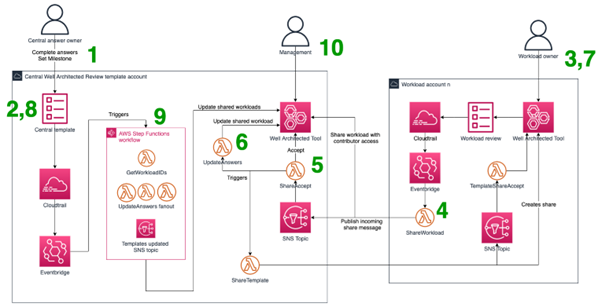 Central answer owner
Complete answers
Set Milestone
1
Management
10
Workload owner
3,7
Central Well Architected Review template account
2,8
Central template
Triggers
9
AWS Step Functions
workflow
GetWorkloadIDs
UpdateAnswers fanout
Templates updated
SNS topic
Cloudtrail
Eventbridge
Update shared workloads
Update shared workload
Well Architected Tool
6
UpdateAnswers
Accept
5
ShareAccept
Triggers
Share workload with
contributor access
Publish incoming
share message
SNS Topic
ShareTemplate
Workload account n
Cloudtrail
Workload review
Well Architected Tool
Eventbridge
TemplateShareAccept
4
ShareWorkload
Creates share
SNS Topic